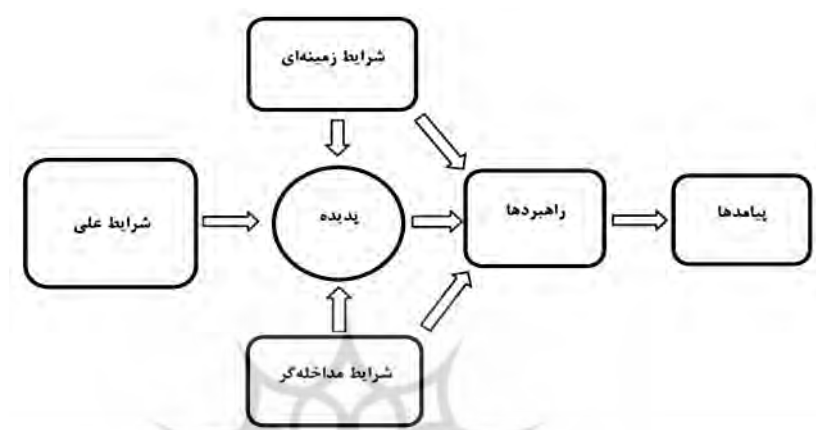 شرایط زمینه‌ای
شرایط علی
پدیده
راهبردها
پیامدها
شرایط مداخله‌گر